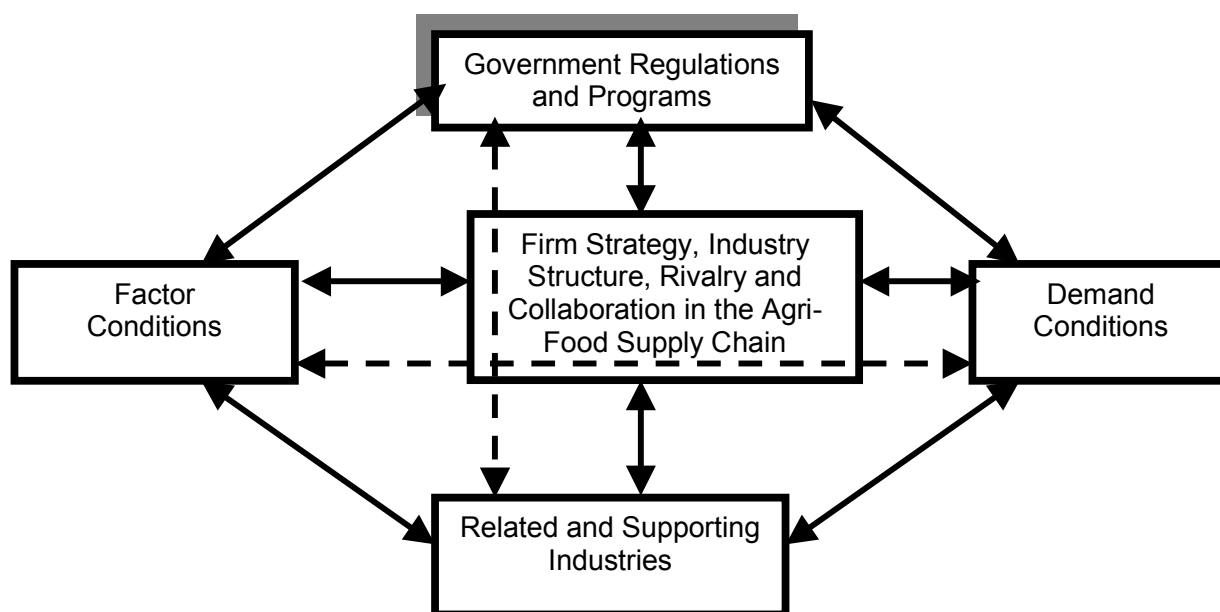 Government Regulations
and Programs
Firm Strategy, Industry
Structure, Rivalry and
Collaboration in the Agri-
Food Supply Chain
Factor
Conditions
Demand
Conditions
Related and Supporting
Industries